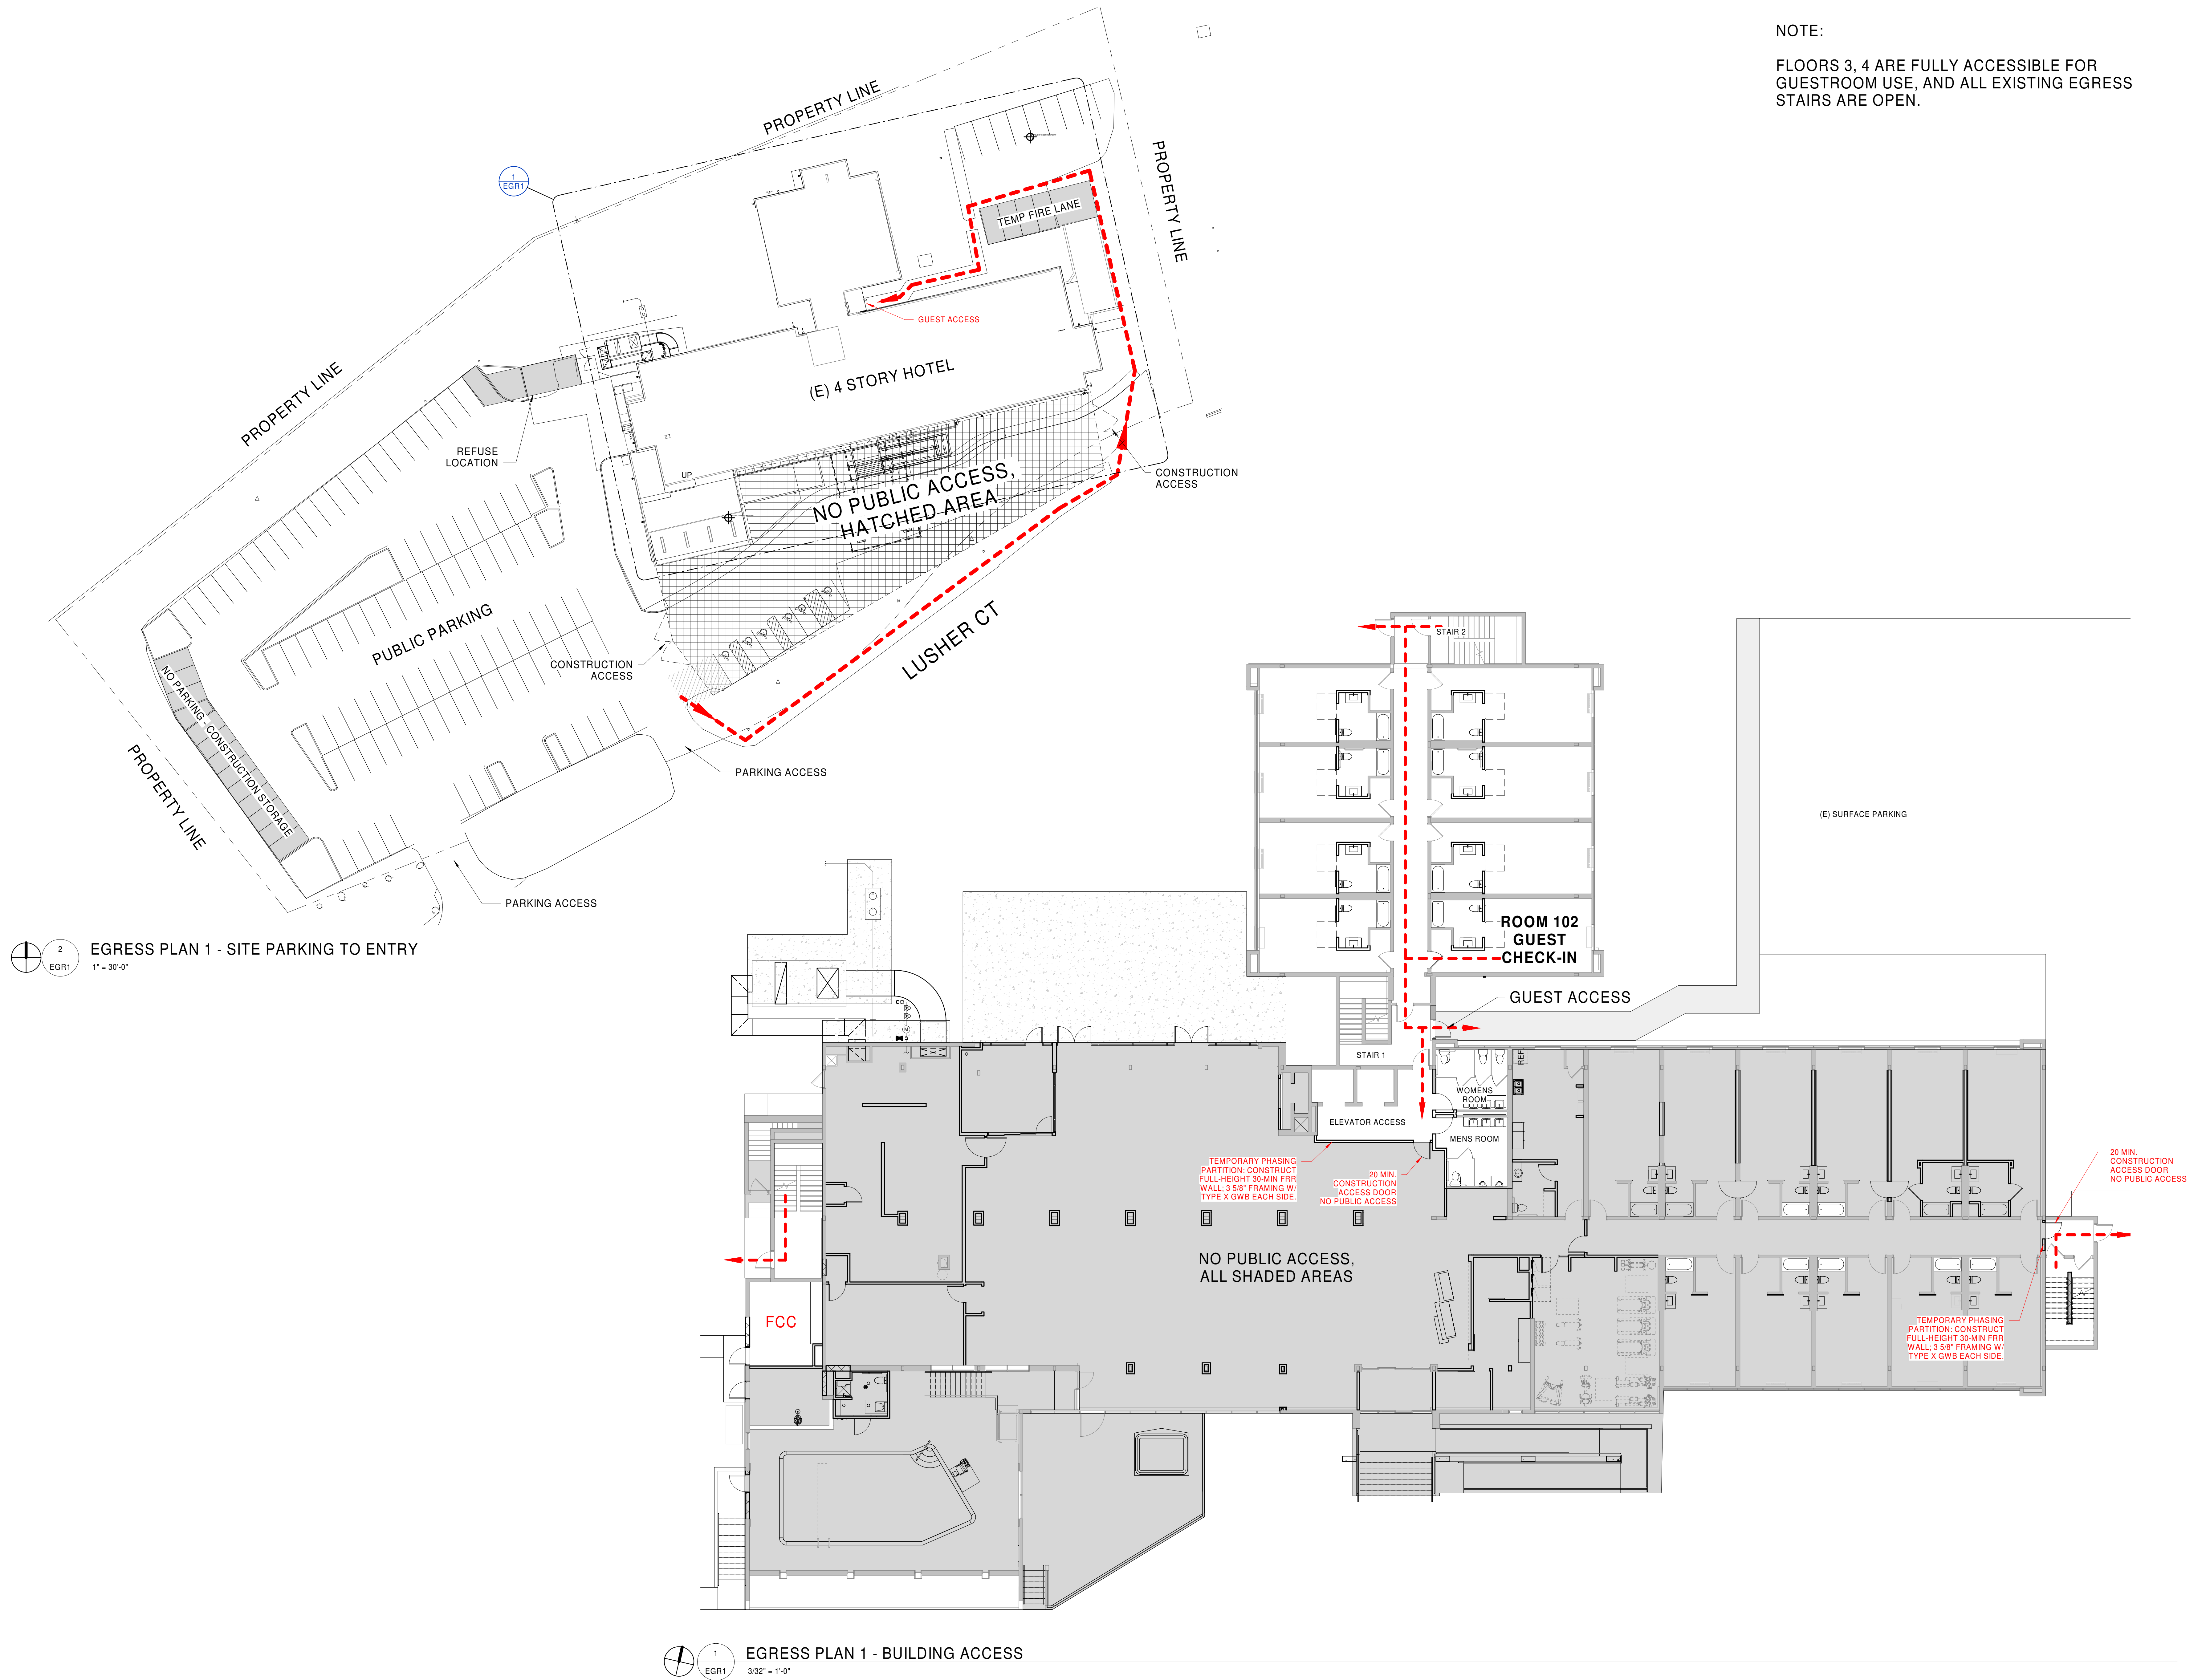 NOTE:
FLOORS 3, 4 ARE FULLY ACCESSIBLE FOR
GUESTROOM USE, AND ALL EXISTING EGRESS
STAIRS ARE OPEN.
PROPERTY LINE
PROPERTY LINE
PROPERTY LINE
PROPERTY LINE
1
EGR1
TEMP FIRE LANE
GUEST ACCESS
(E) 4 STORY HOTEL
REFUSE
LOCATION
UP
NO PUBLIC ACCESS,
HATCHED AREA
CONSTRUCTION
ACCESS
PUBLIC PARKING
CONSTRUCTION
ACCESS
LUSHER CT
NO PARKING - CONSTRUCTION STORAGE
PARKING ACCESS
PARKING ACCESS
2
EGR1
EGRESS PLAN 1 - SITE PARKING TO ENTRY
1" = 30'-0"
STAIR 2
(E) SURFACE PARKING
ROOM 102
GUEST
CHECK-IN
GUEST ACCESS
STAIR 1
REF
WOMENS
ROOM
ELEVATOR ACCESS
MENS ROOM
TEMPORARY PHASING
PARTITION: CONSTRUCT
FULL-HEIGHT 30-MIN FRR
WALL; 3 5/8" FRAMING W/
TYPE X GWB EACH SIDE.
20 MIN.
CONSTRUCTION
ACCESS DOOR
NO PUBLIC ACCESS
20 MIN.
CONSTRUCTION
ACCESS DOOR
NO PUBLIC ACCESS
NO PUBLIC ACCESS,
ALL SHADED AREAS
FCC
TEMPORARY PHASING
PARTITION: CONSTRUCT
FULL-HEIGHT 30-MIN FRR
WALL; 3 5/8" FRAMING W/
TYPE X GWB EACH SIDE.
1
EGR1
EGRESS PLAN 1 - BUILDING ACCESS
3/32" = 1'-0"